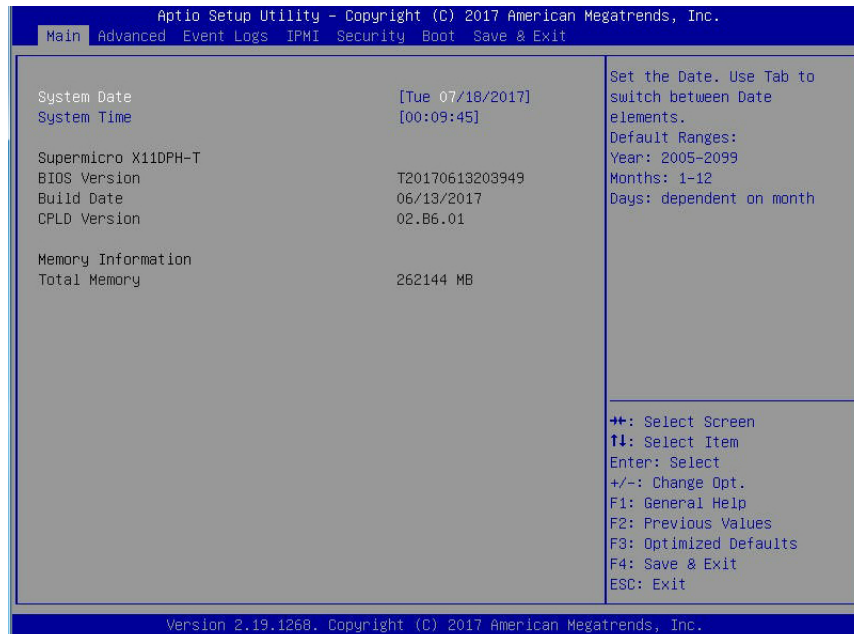 Aptio Setup Utility – Copyright (C) 2017 American Megatrends, Inc.
Main Advanced Event Logs IPMI Security Boot Save & Exit
System Date [Tue 07/18/2017]
System Time [00:09:45]
Supermicro X11DPH-T
BIOS Version T20170613203949
Build Date 06/13/2017
CPLD Version 02.B6.01
Memory Information
Total Memory 262144 MB
Set the Date. Use Tab to
switch between Date
elements.
Default Ranges:
Year: 2005-2099
Months: 1-12
Days: dependent on month
→←: Select Screen
↑↓: Select Item
Enter: Select
+/-: Change Opt.
F1: General Help
F2: Previous Values
F3: Optimized Defaults
F4: Save & Exit
ESC: Exit
Version 2.19.1268. Copyright (C) 2017 American Megatrends, Inc.